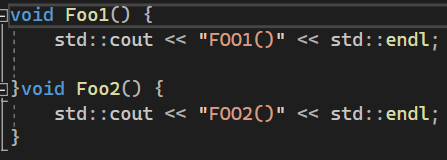 void Foo1() {
    std::cout << "FOO1()" << std::endl;
}void Foo2() {
    std::cout << "FOO2()" << std::endl;
}